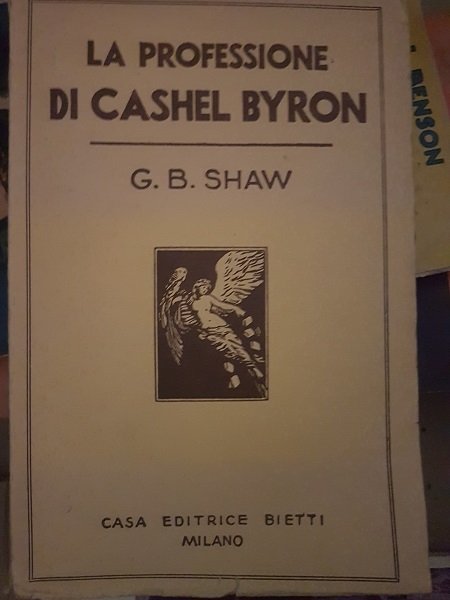 LA PROFESSIONE
DI CASHEL BYRON
G. B. SHAW
CASA EDITRICE BIETTI
MILANO
BENSON